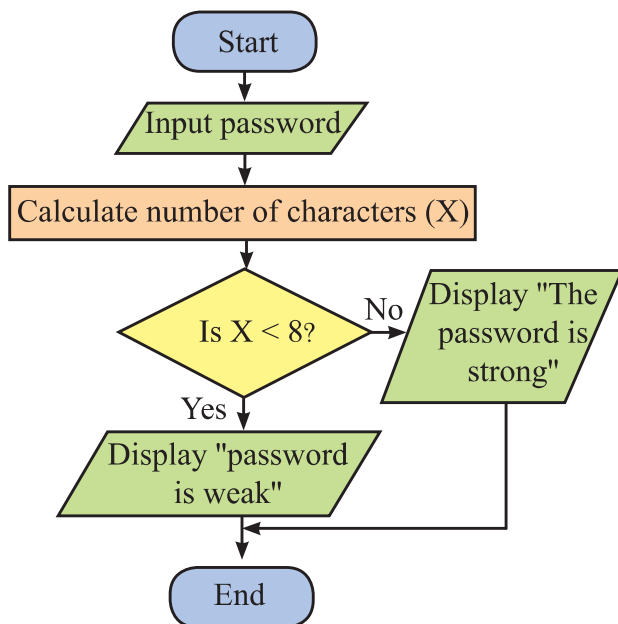 Start
Input password
Calculate number of characters (X)
Is X < 8?
No
Display "The
password is
strong"
Yes
Display "password
is weak"
End